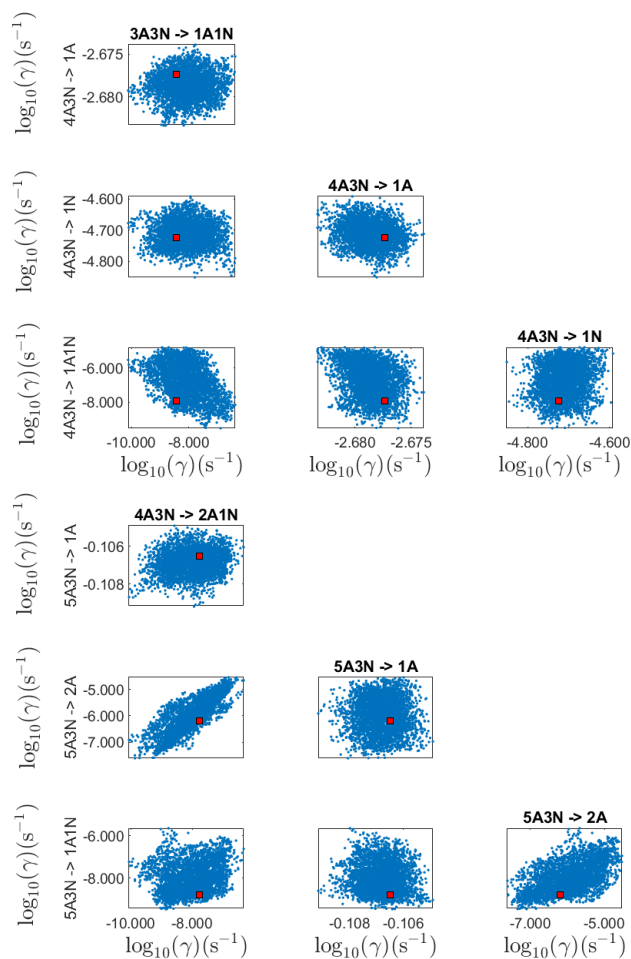 3A3N -> 1A1N
log₁₀(γ)(s⁻¹)
4A3N -> 1A
-2.675
-2.680
-10.000 -8.000
4A3N -> 1A
log₁₀(γ)(s⁻¹)
4A3N -> 1N
-4.600
-4.700
-4.800
4A3N -> 1N
log₁₀(γ)(s⁻¹)
4A3N -> 1A1N
-6.000
-8.000
-10.000 -8.000
-2.680 -2.675
-4.800 -4.600
log₁₀(γ)(s⁻¹)
log₁₀(γ)(s⁻¹)
log₁₀(γ)(s⁻¹)
4A3N -> 2A1N
log₁₀(γ)(s⁻¹)
5A3N -> 1A
-0.106
-0.108
5A3N -> 1A
log₁₀(γ)(s⁻¹)
5A3N -> 2A
-5.000
-6.000
-7.000
5A3N -> 2A
log₁₀(γ)(s⁻¹)
5A3N -> 1A1N
-6.000
-8.000
-10.000 -8.000
-0.108 -0.106
-7.000 -5.000
log₁₀(γ)(s⁻¹)
log₁₀(γ)(s⁻¹)
log₁₀(γ)(s⁻¹)